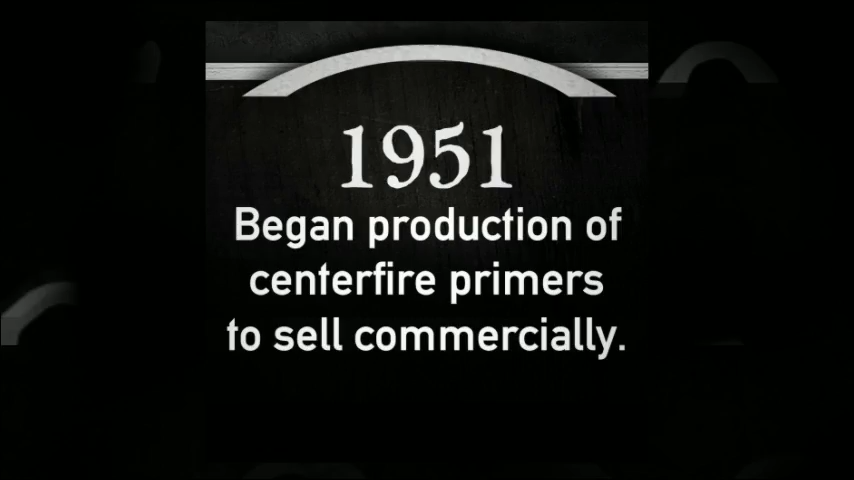 1951
Began production of
centerfire primers
to sell commercially.